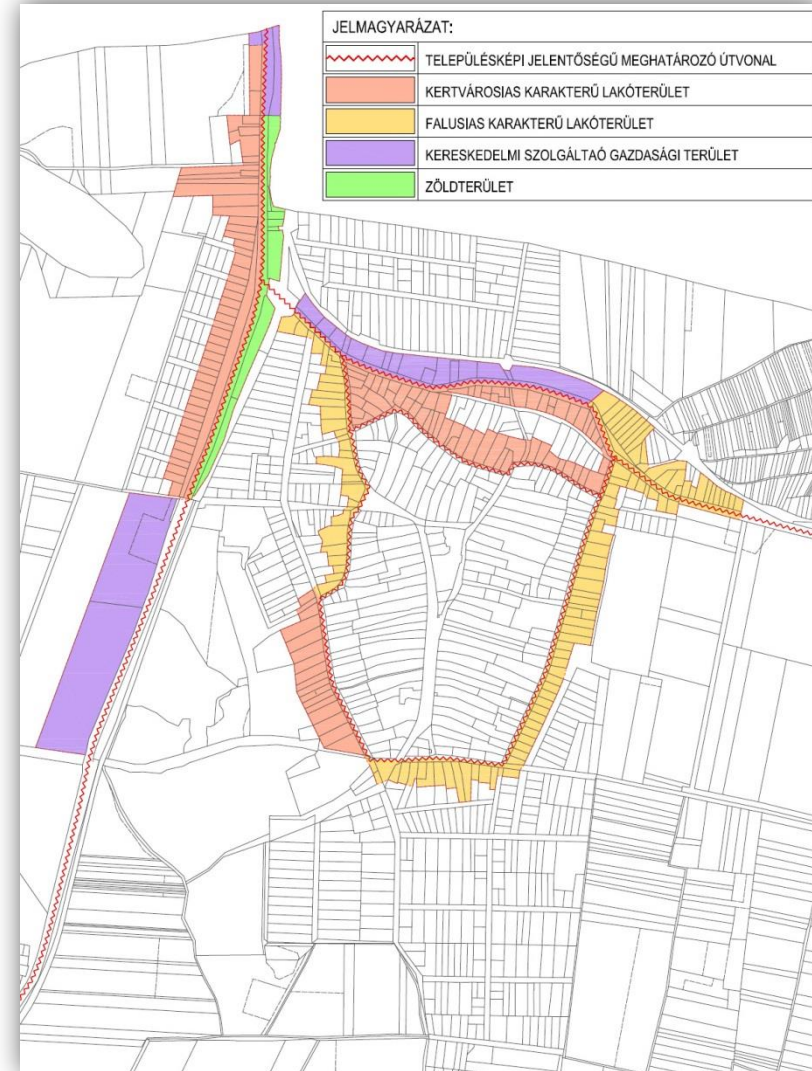 JELMAGYARÁZAT:
TELEPÜLÉSKÉPI JELENTŐSÉGŰ MEGHATÁROZÓ ÚTVONAL
KERTVÁROSIAS KARAKTERŰ LAKÓTERÜLET
FALUSIAS KARAKTERŰ LAKÓTERÜLET
KERESKEDELMI SZOLGÁLTAÓ GAZDASÁGI TERÜLET
ZÖLDTERÜLET